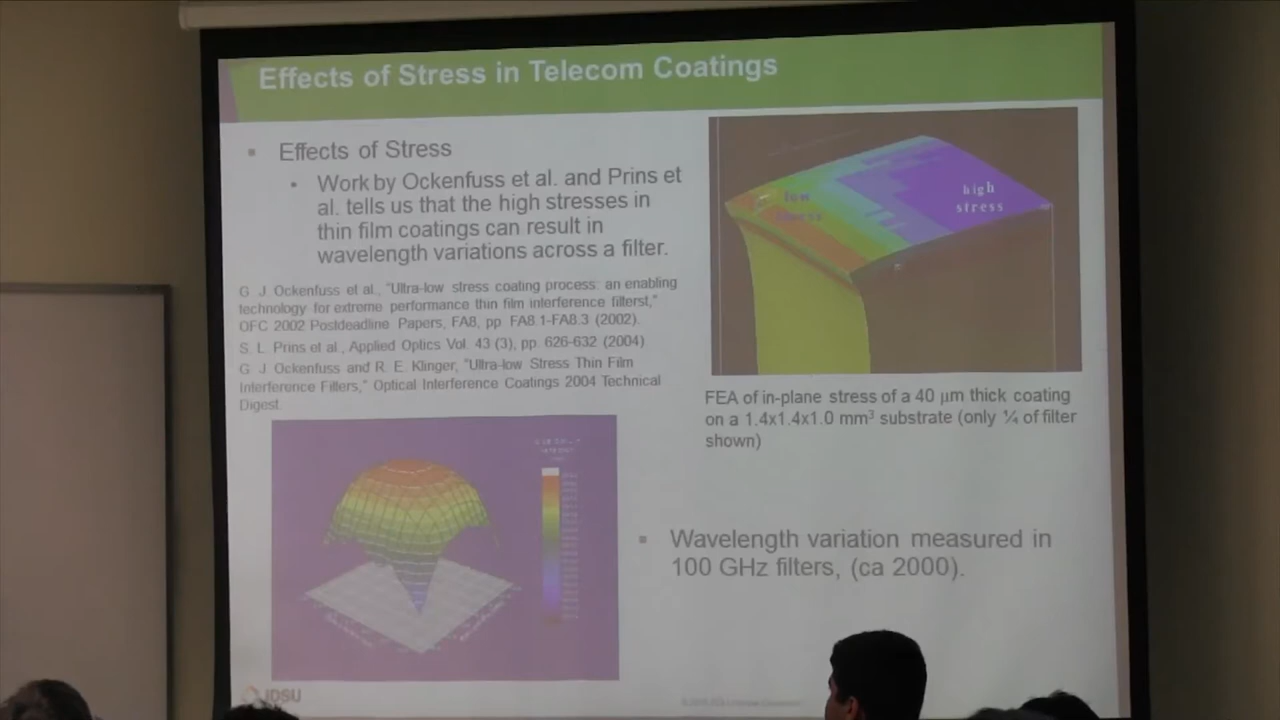 Effects of Stress in Telecom Coatings
▪ Effects of Stress
• Work by Ockenfuss et al. and Prins et
al. tells us that the high stresses in
thin film coatings can result in
wavelength variations across a filter.
G. J. Ockenfuss et al., "Ultra-low stress coating process: an enabling
technology for extreme performance thin film interference filterst,"
OFC 2002 Postdeadline Papers, FA8, pp. FA8.1-FA8.3 (2002).
S. L. Prins et al., Applied Optics Vol. 43 (3), pp. 626-632 (2004)
G. J. Ockenfuss and R. E. Klinger, "Ultra-low Stress Thin Film
Interference Filters," Optical Interference Coatings 2004 Technical
Digest.
low
high
stress
FEA of in-plane stress of a 40 µm thick coating
on a 1.4x1.4x1.0 mm³ substrate (only ¼ of filter
shown)
▪ Wavelength variation measured in
100 GHz filters, (ca 2000).
JDSU